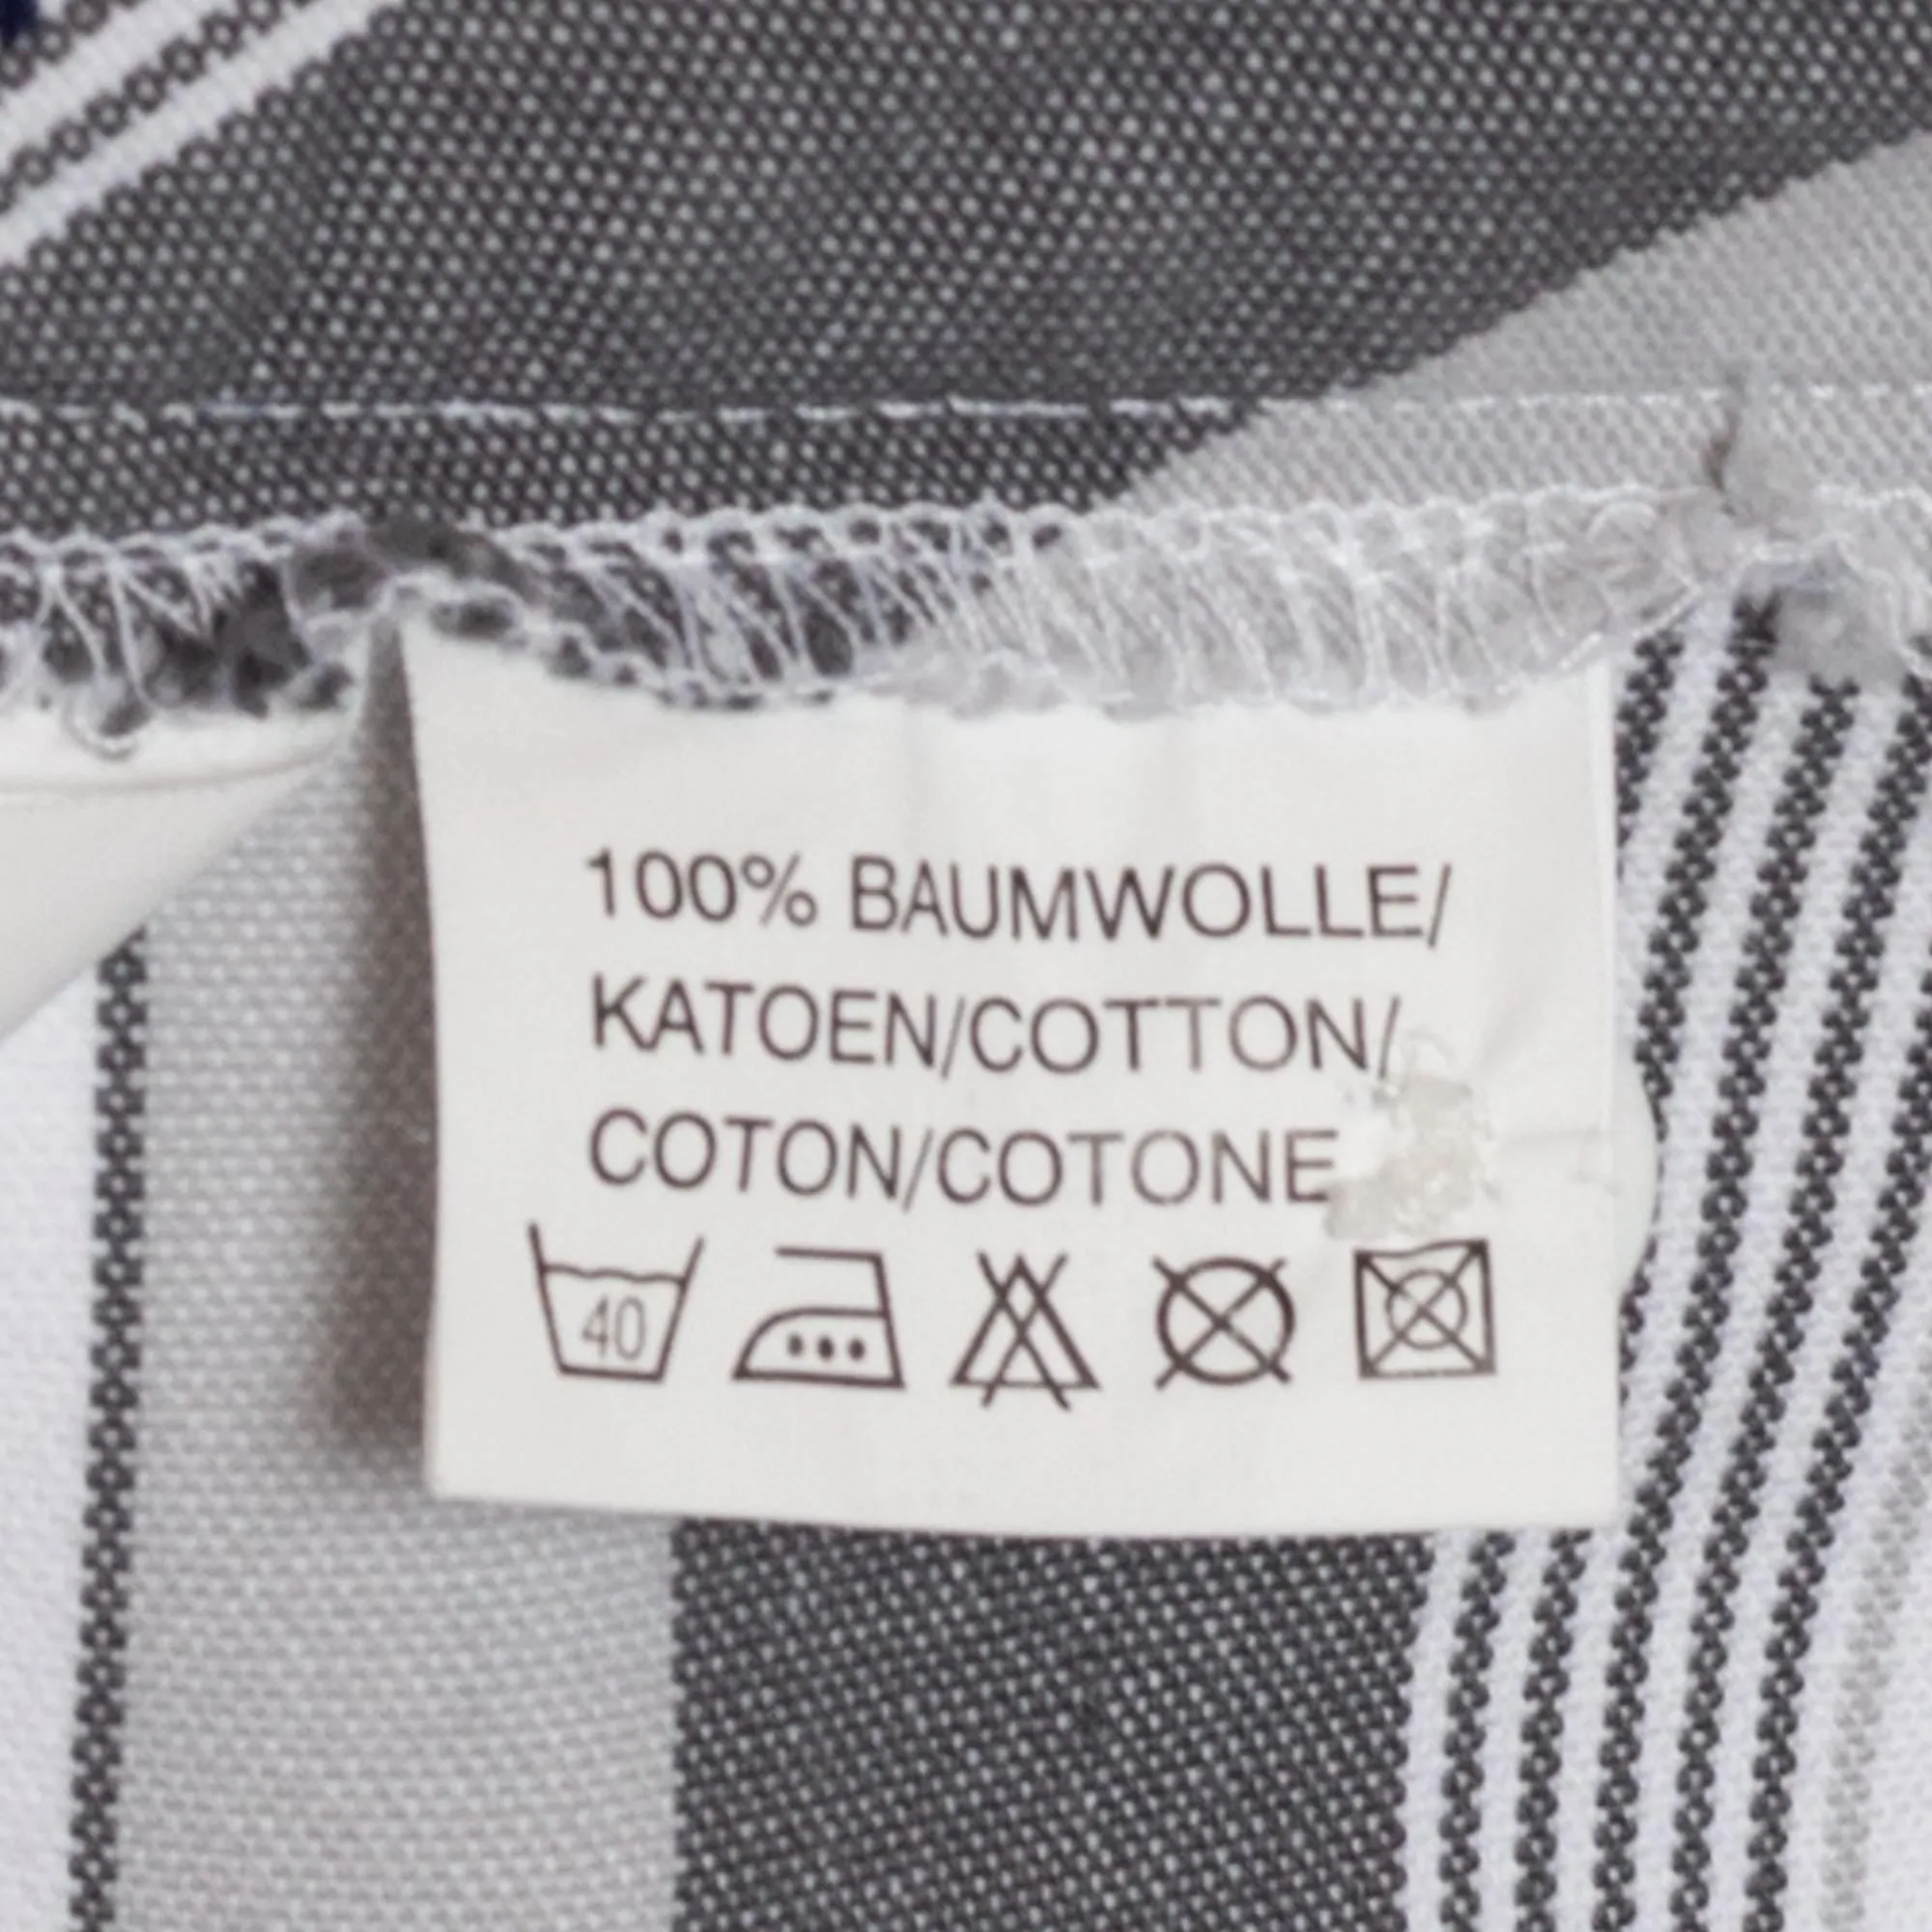 100% BAUMWOLLE/
KATOEN/COTTON/
COTON/COTONE
40